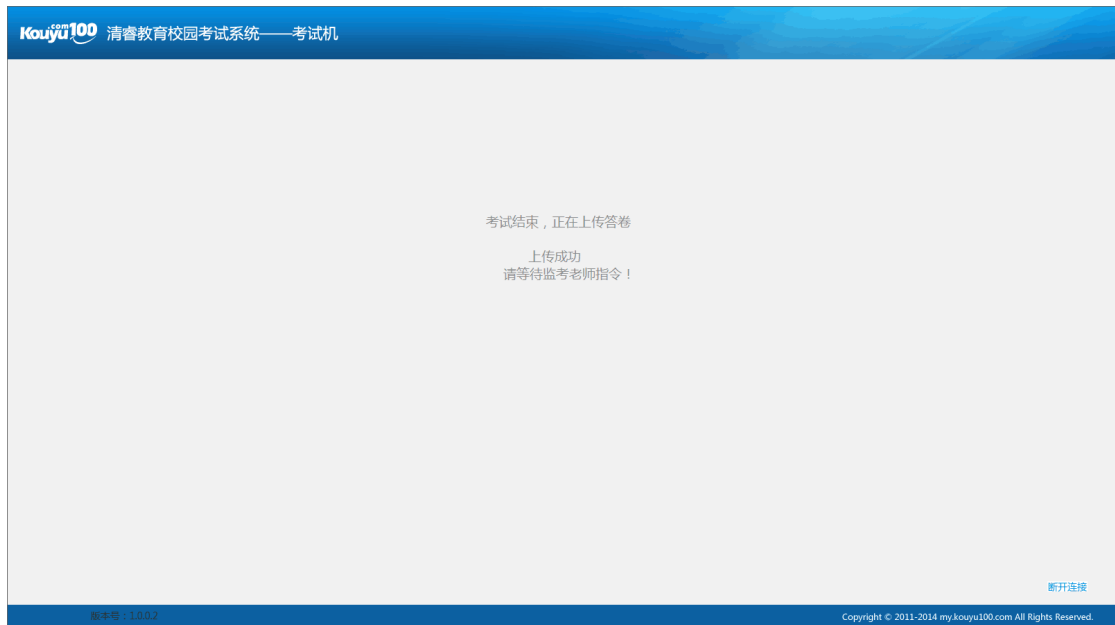 Kouyu100.com 清睿教育校园考试系统——考试机
考试结束，正在上传答卷
上传成功
请等待监考老师指令！
断开连接
版本号：1.0.0.2
Copyright © 2011-2014 my.kouyu100.com All Rights Reserved.